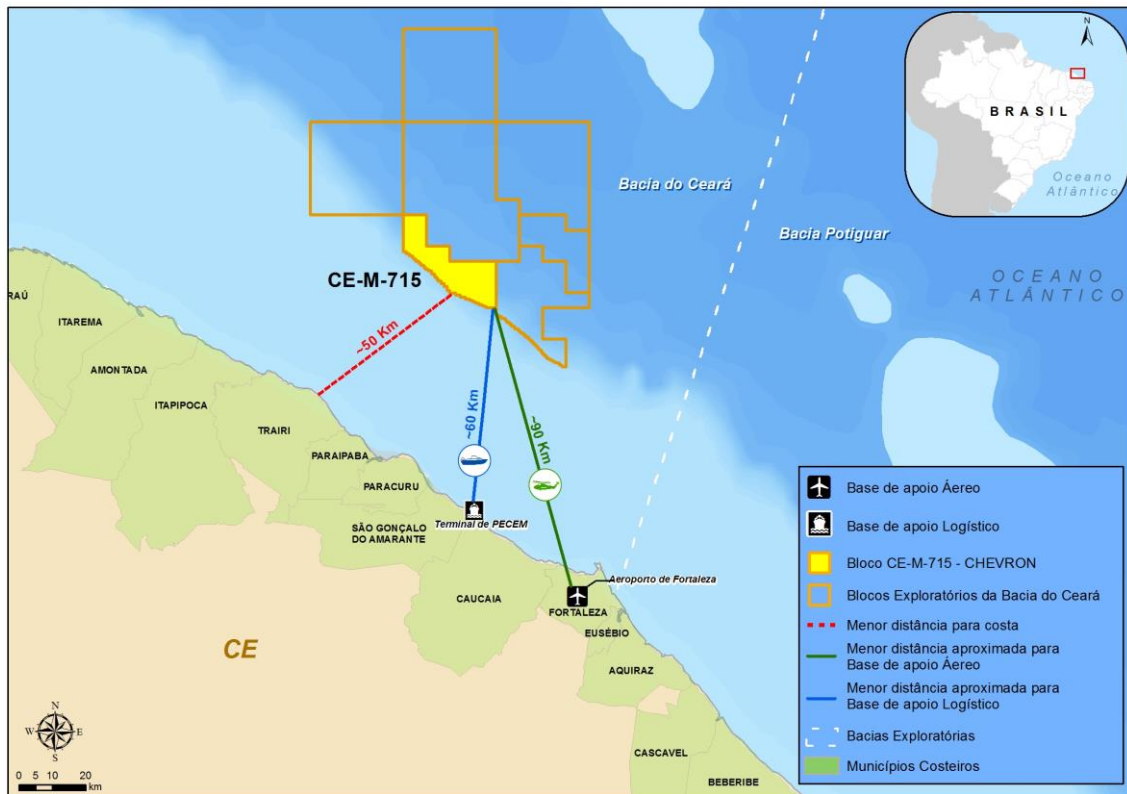 N
BRASIL
Oceano
Atlântico
Bacia do Ceará
Bacia Potiguar
OCEANO
ATLÂNTICO
CE-M-715
~50 Km
~60 Km
~90 Km
RAÚ
ITAREMA
AMONTADA
ITAPIPOCA
TRAIRI
PARAIPABA
PARACURU
SÃO GONÇALO
DO AMARANTE
Terminal de PECEM
CAUCAIA
Aeroporto de Fortaleza
FORTALEZA
EUSÉBIO
AQUIRAZ
CASCAVEL
BEBERIBE
CE
N
W
E
S
0 5 10 20
km
Base de apoio Áereo
Base de apoio Logístico
Bloco CE-M-715 - CHEVRON
Blocos Exploratórios da Bacia do Ceará
Menor distância para costa
Menor distância aproximada para
Base de apoio Áereo
Menor distância aproximada para
Base de apoio Logístico
Bacias Exploratórias
Municípios Costeiros